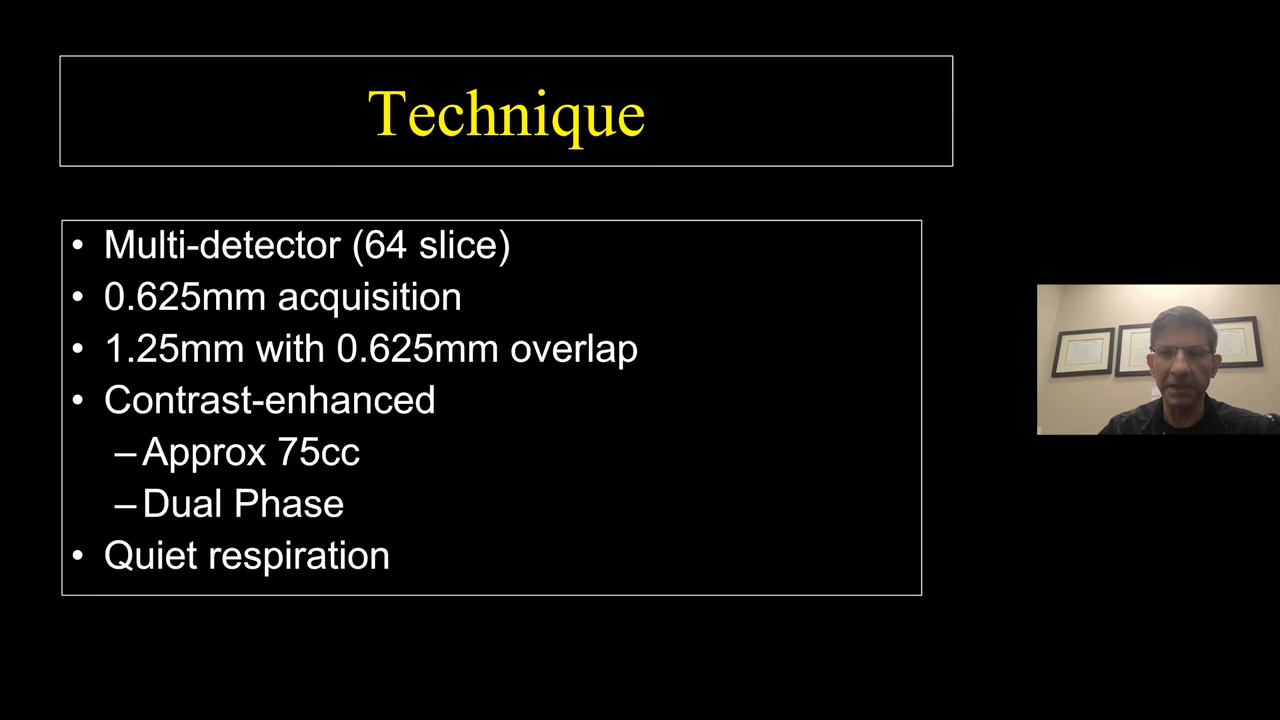 Technique
• Multi-detector (64 slice)
• 0.625mm acquisition
• 1.25mm with 0.625mm overlap
• Contrast-enhanced
–Approx 75cc
–Dual Phase
• Quiet respiration